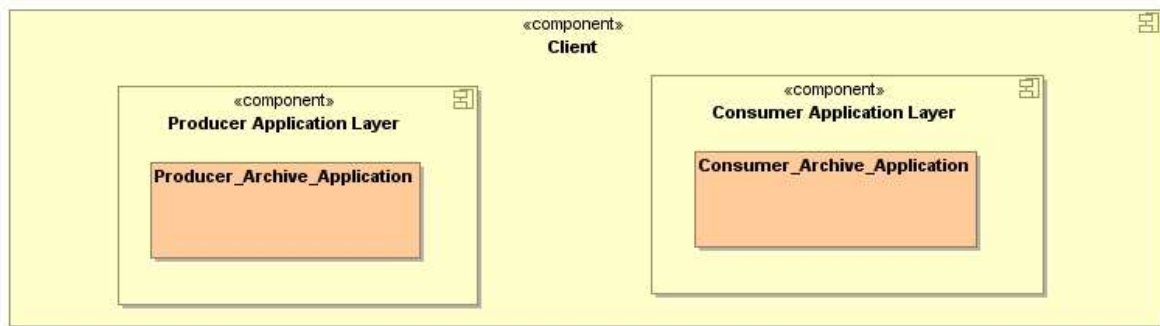 «component»
Client
«component»
Producer Application Layer
Producer_Archive_Application
«component»
Consumer Application Layer
Consumer_Archive_Application